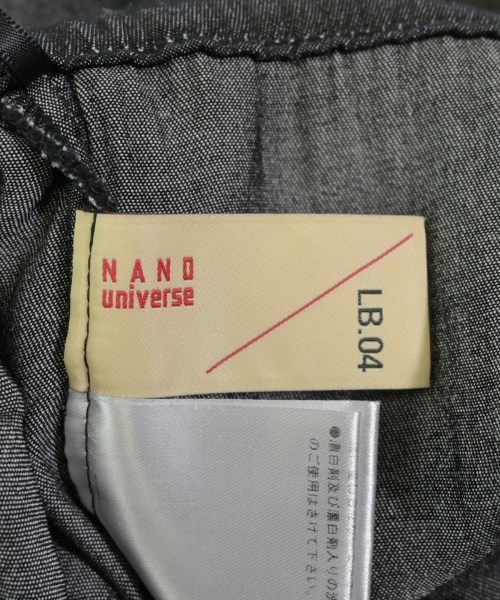 NANO
universe
LB.04
●漂白剤及び漂白剤入りの洗
のご使用はさけて下さい。